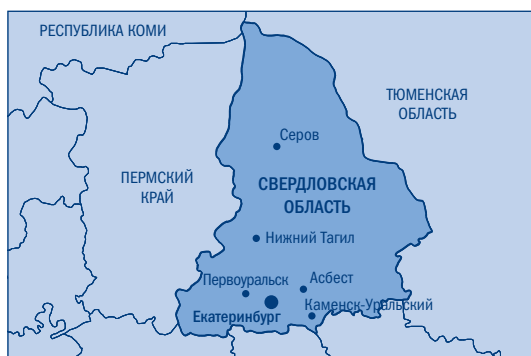 РЕСПУБЛИКА КОМИ
ТЮМЕНСКАЯ
ОБЛАСТЬ
Серов
ПЕРМСКИЙ
КРАЙ
СВЕРДЛОВСКАЯ
ОБЛАСТЬ
Нижний Тагил
Первоуральск
Асбест
Екатеринбург
Каменск-Уральский